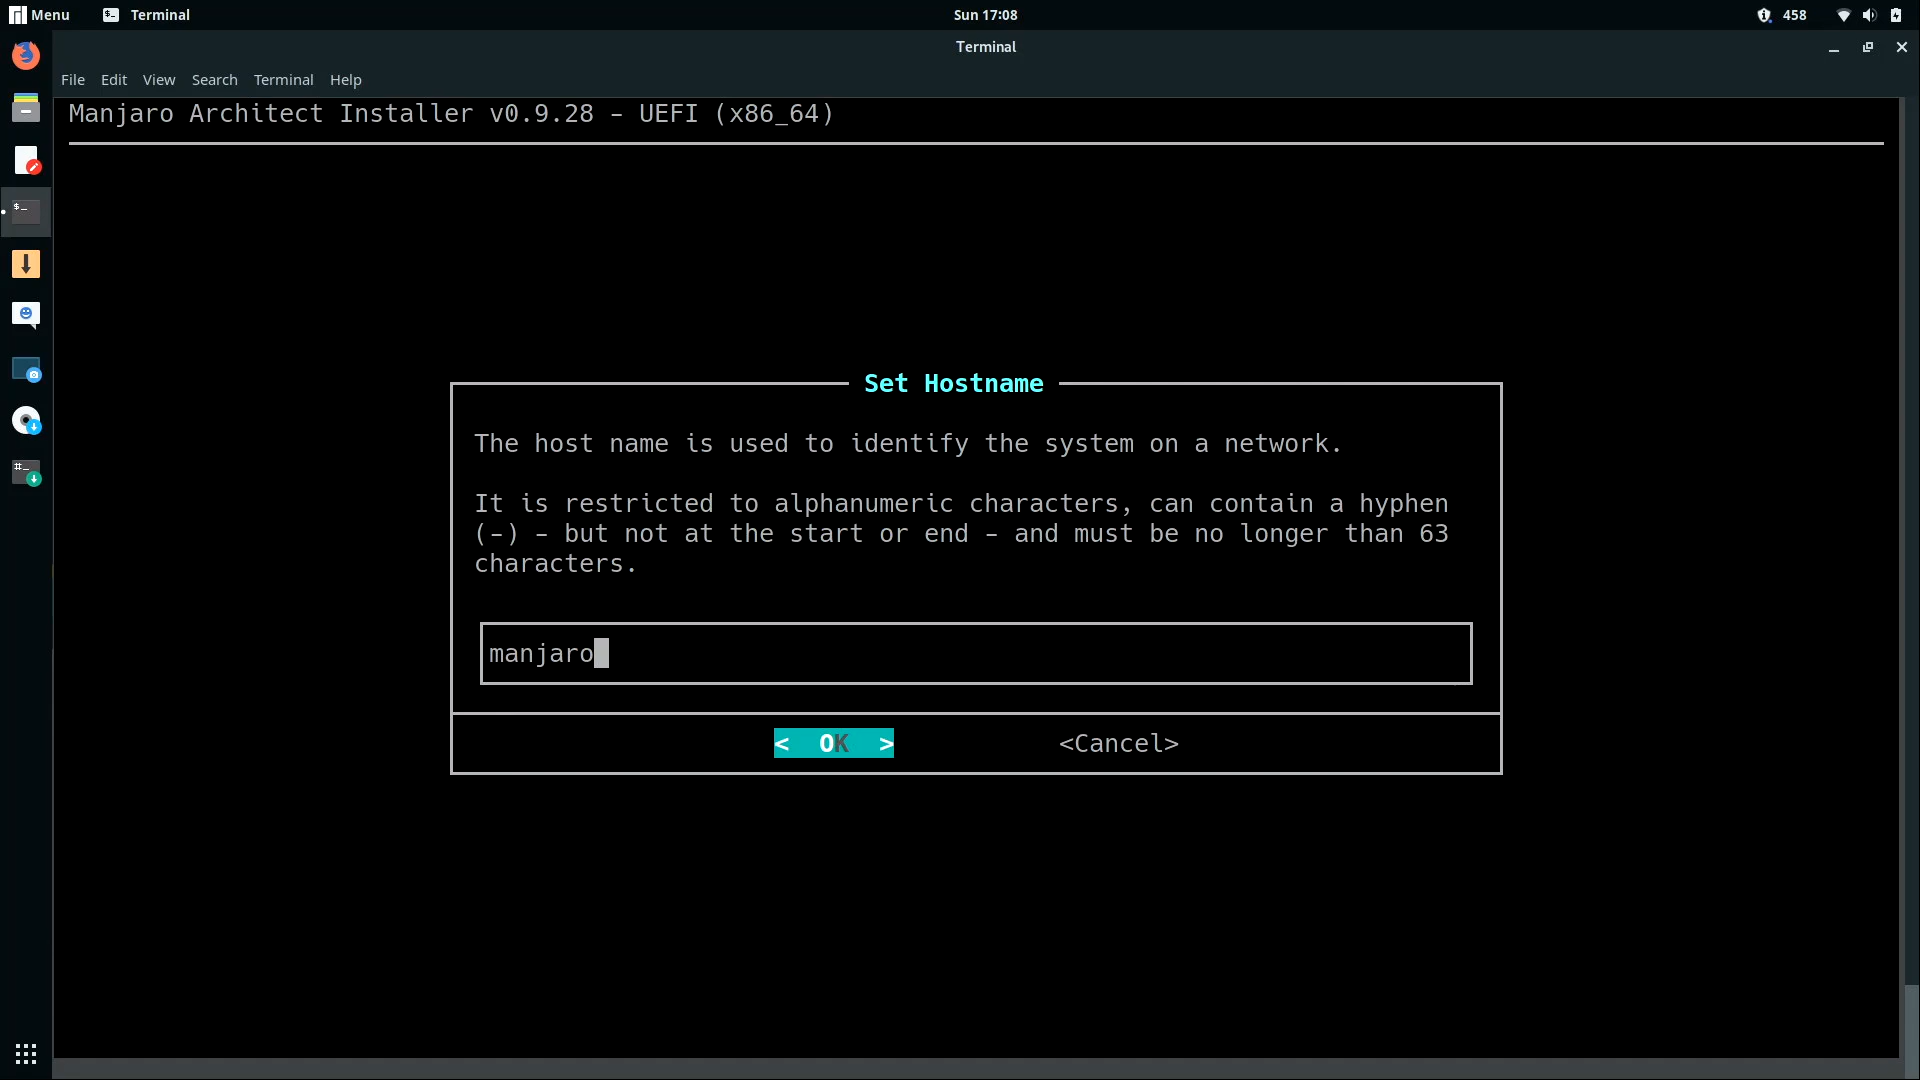 Menu Terminal Sun 17:08 458
Terminal
File Edit View Search Terminal Help
Manjaro Architect Installer v0.9.28 - UEFI (x86_64)
Set Hostname
The host name is used to identify the system on a network.
It is restricted to alphanumeric characters, can contain a hyphen
(-) - but not at the start or end - and must be no longer than 63
characters.
manjaro
< OK > <Cancel>